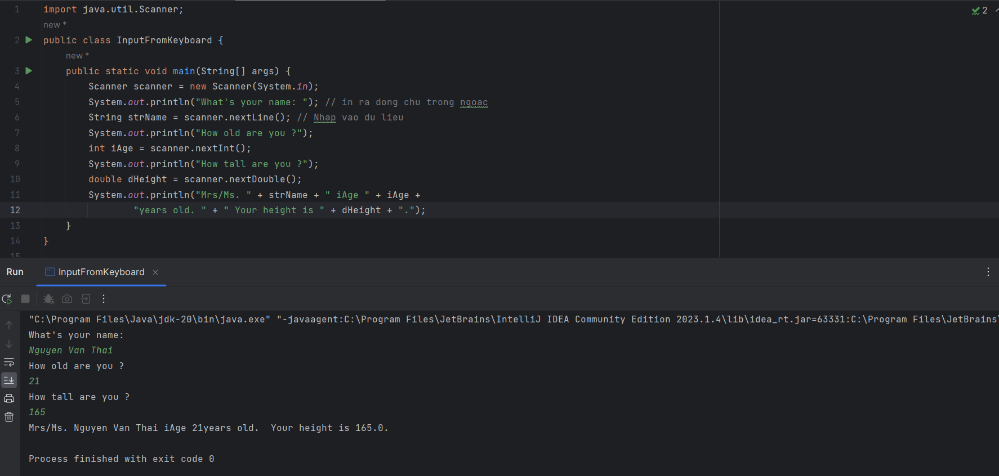 1 import java.util.Scanner;
new *
2 public class InputFromKeyboard {
new *
3 public static void main(String[] args) {
4 Scanner scanner = new Scanner(System.in);
5 System.out.println("What's your name: "); // in ra dong chu trong ngoac
6 String strName = scanner.nextLine(); // Nhap vao du lieu
7 System.out.println("How old are you ?");
8 int iAge = scanner.nextInt();
9 System.out.println("How tall are you ?");
10 double dHeight = scanner.nextDouble();
11 System.out.println("Mrs/Ms. " + strName + " iAge " + iAge +
12 "years old. " + " Your height is " + dHeight + ".");
13 }
14 }
15
2
Run InputFromKeyboard
"C:\Program Files\Java\jdk-20\bin\java.exe" "-javaagent:C:\Program Files\JetBrains\IntelliJ IDEA Community Edition 2023.1.4\lib\idea_rt.jar=63331:C:\Program Files\JetBrains\
What's your name:
Nguyen Van Thai
How old are you ?
21
How tall are you ?
165
Mrs/Ms. Nguyen Van Thai iAge 21years old.  Your height is 165.0.
Process finished with exit code 0